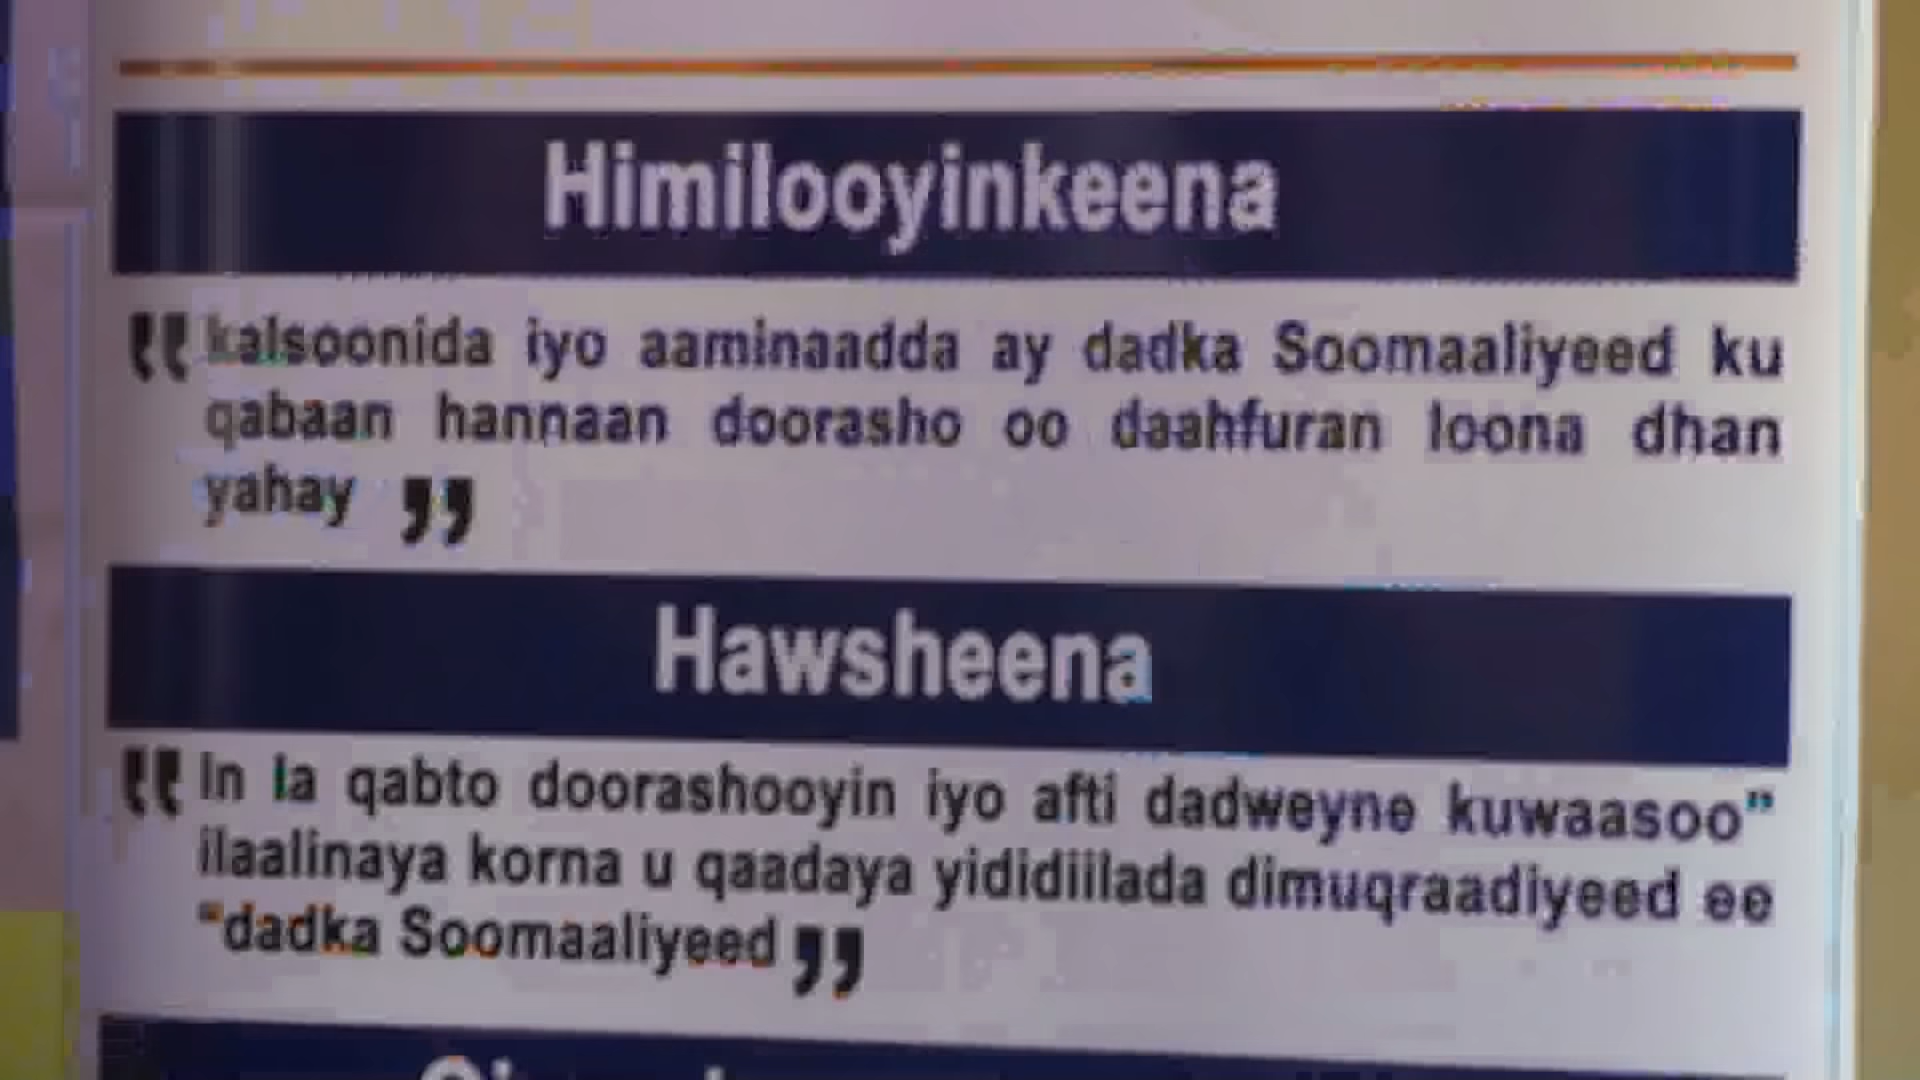 Himilooyinkeena
"kalsoonida iyo aaminaadda ay dadka Soomaaliyeed ku
qabaan hannaan doorasho oo daahfuran loona dhan
yahay"
Hawsheena
"In la qabto doorashooyin iyo afti dadweyne kuwaasoo"
ilaalinaya korna u qaadaya yididiilada dimuqraadiyeed ee
"dadka Soomaaliyeed"